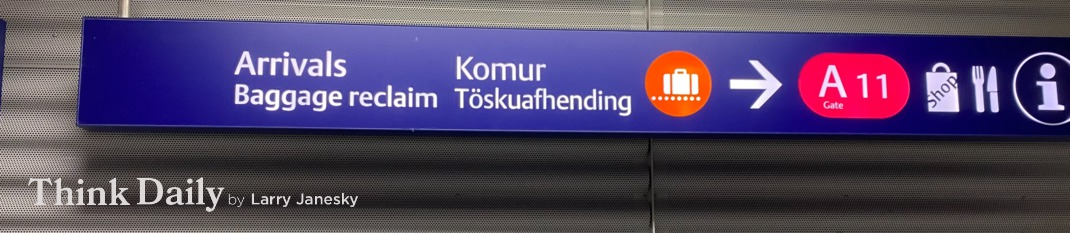 Arrivals
Baggage reclaim
Komur
Töskuafhending
A 11
Gate
Shop
i
Think Daily by Larry Janesky